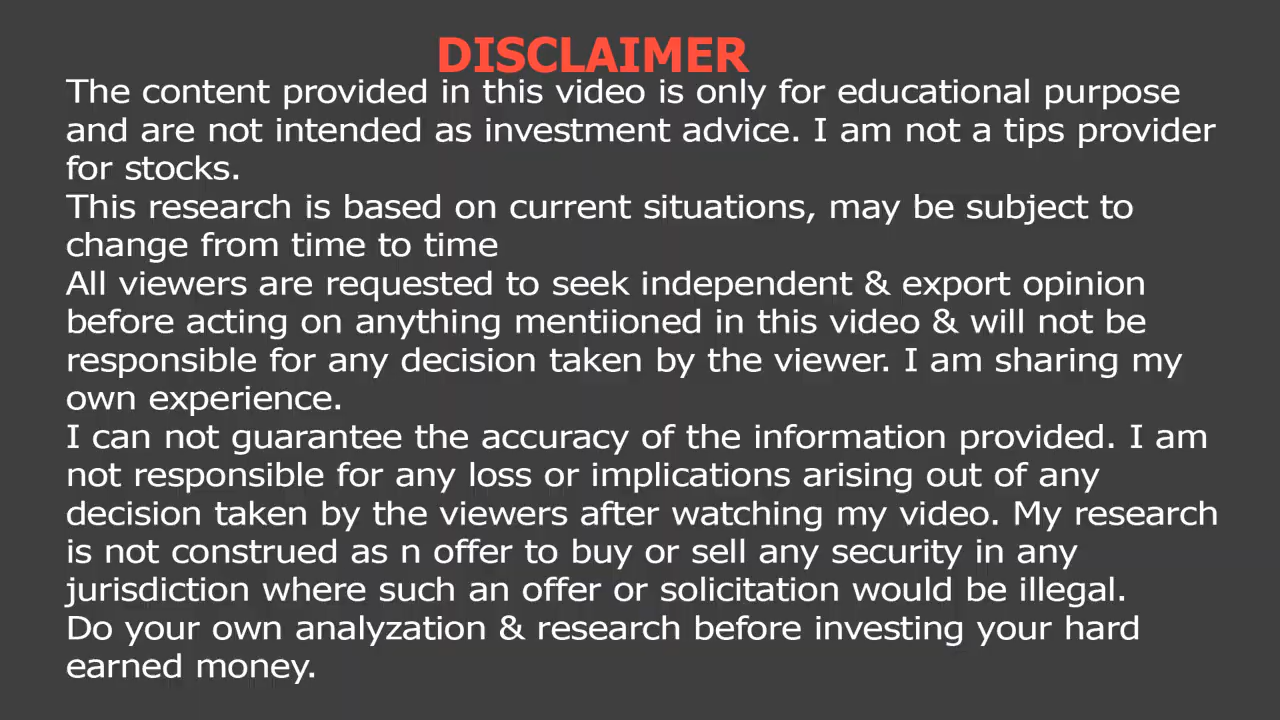 DISCLAIMER
The content provided in this video is only for educational purpose
and are not intended as investment advice. I am not a tips provider
for stocks.
This research is based on current situations, may be subject to
change from time to time
All viewers are requested to seek independent & export opinion
before acting on anything mentiioned in this video & will not be
responsible for any decision taken by the viewer. I am sharing my
own experience.
I can not guarantee the accuracy of the information provided. I am
not responsible for any loss or implications arising out of any
decision taken by the viewers after watching my video. My research
is not construed as n offer to buy or sell any security in any
jurisdiction where such an offer or solicitation would be illegal.
Do your own analyzation & research before investing your hard
earned money.